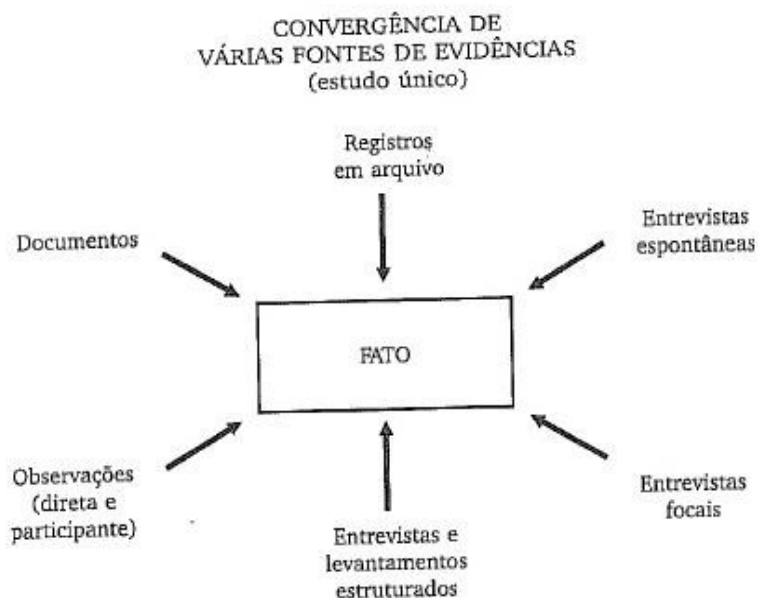 CONVERGÊNCIA DE
VÁRIAS FONTES DE EVIDÊNCIAS
(estudo único)
Registros
em arquivo
Documentos
Entrevistas
espontâneas
FATO
Observações
(direta e
participante)
Entrevistas e
levantamentos
estruturados
Entrevistas
focais